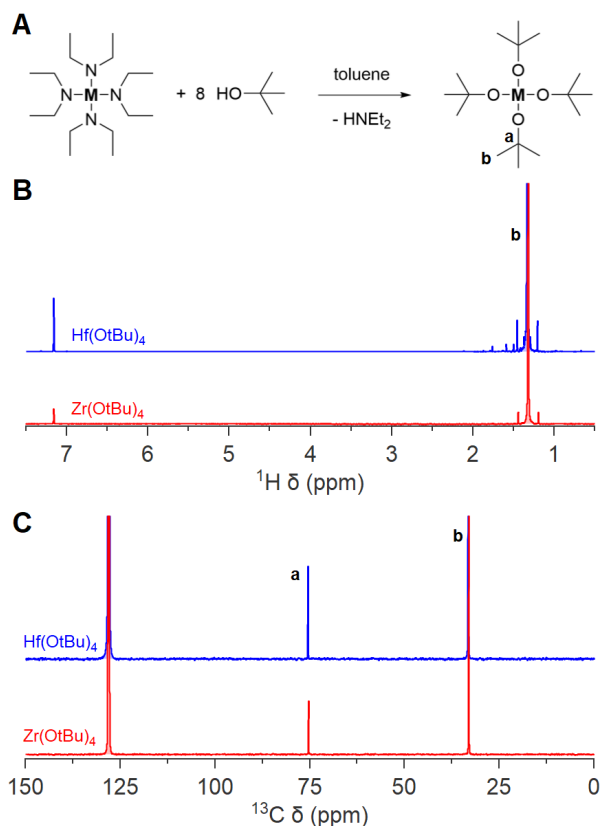 A
N
N M N
N
+ 8 HO
toluene
- HNEt₂
O
O M O
O
a
b
B
b
Hf(OtBu)₄
Zr(OtBu)₄
7 6 5 4 3 2 1
¹H δ (ppm)
C
b
a
Hf(OtBu)₄
Zr(OtBu)₄
150 125 100 75 50 25 0
¹³C δ (ppm)